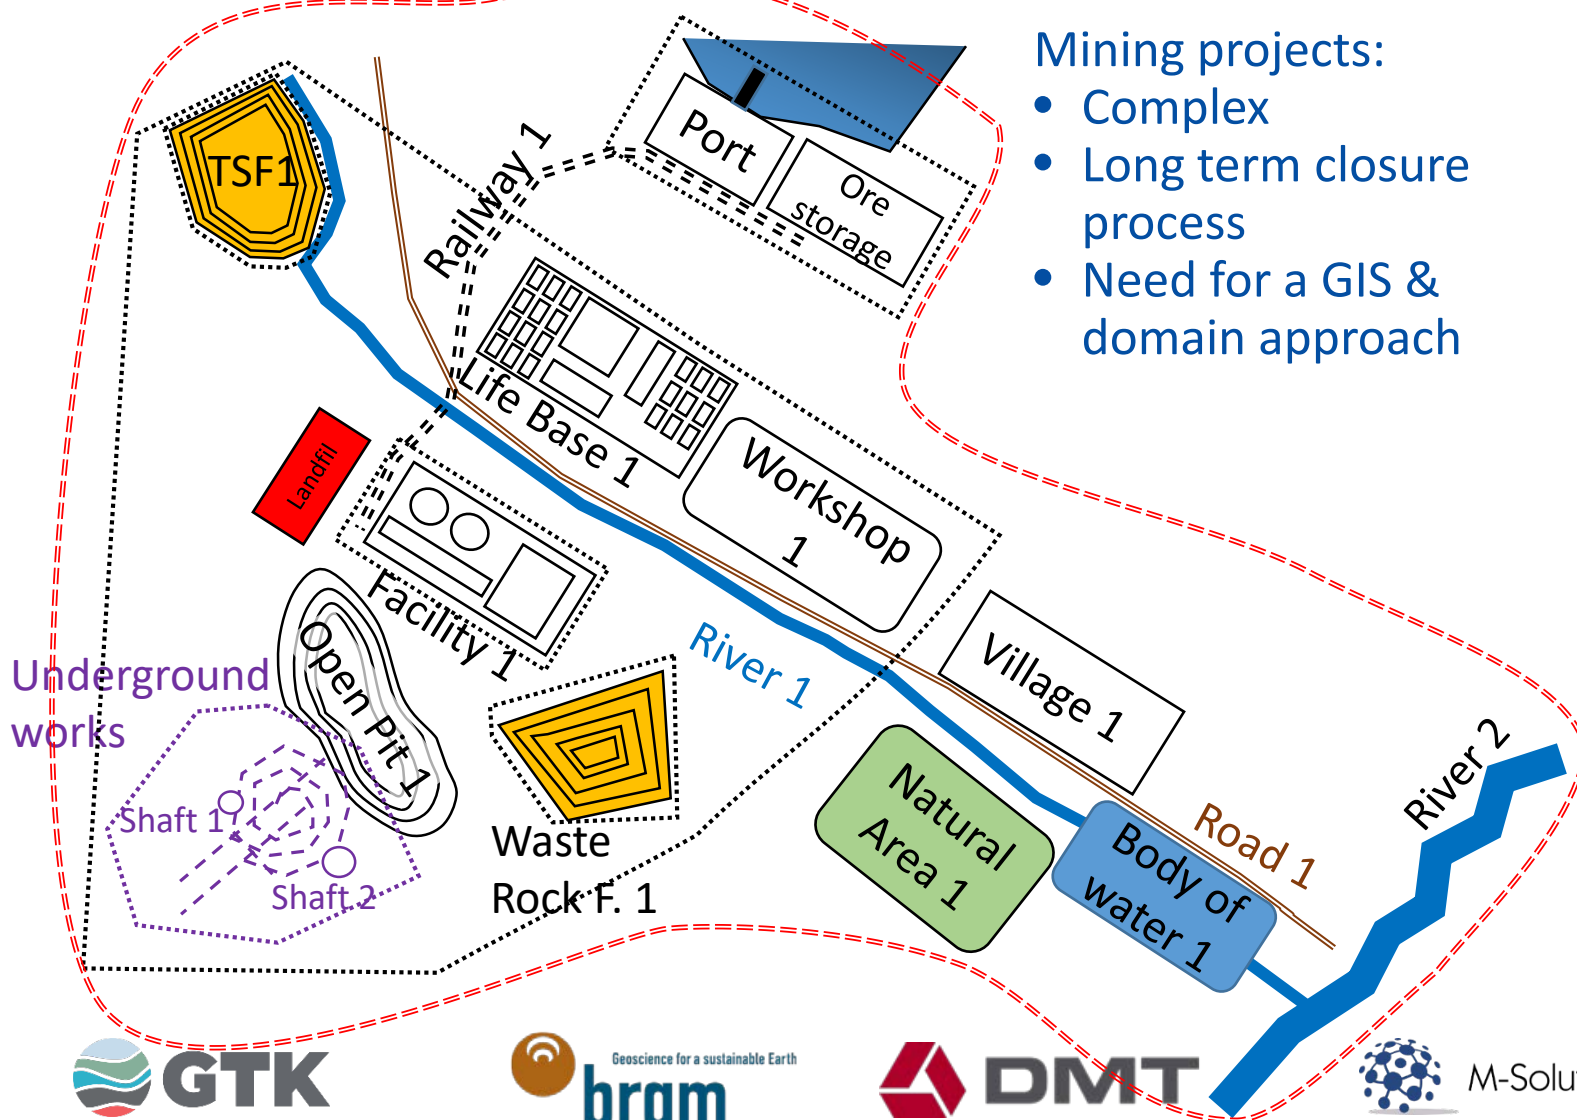 Mining projects:
• Complex
• Long term closure
process
• Need for a GIS &
domain approach
TSF1
Railway 1
Port
Ore
storage
Life Base 1
Workshop
1
Landfil
Facility 1
Open Pit 1
River 1
Village 1
Underground
works
Shaft 1
Shaft 2
Waste
Rock F. 1
Natural
Area 1
Body of
water 1
Road 1
River 2
GTK
Geoscience for a sustainable Earth
brgm
DMT
M-Solu